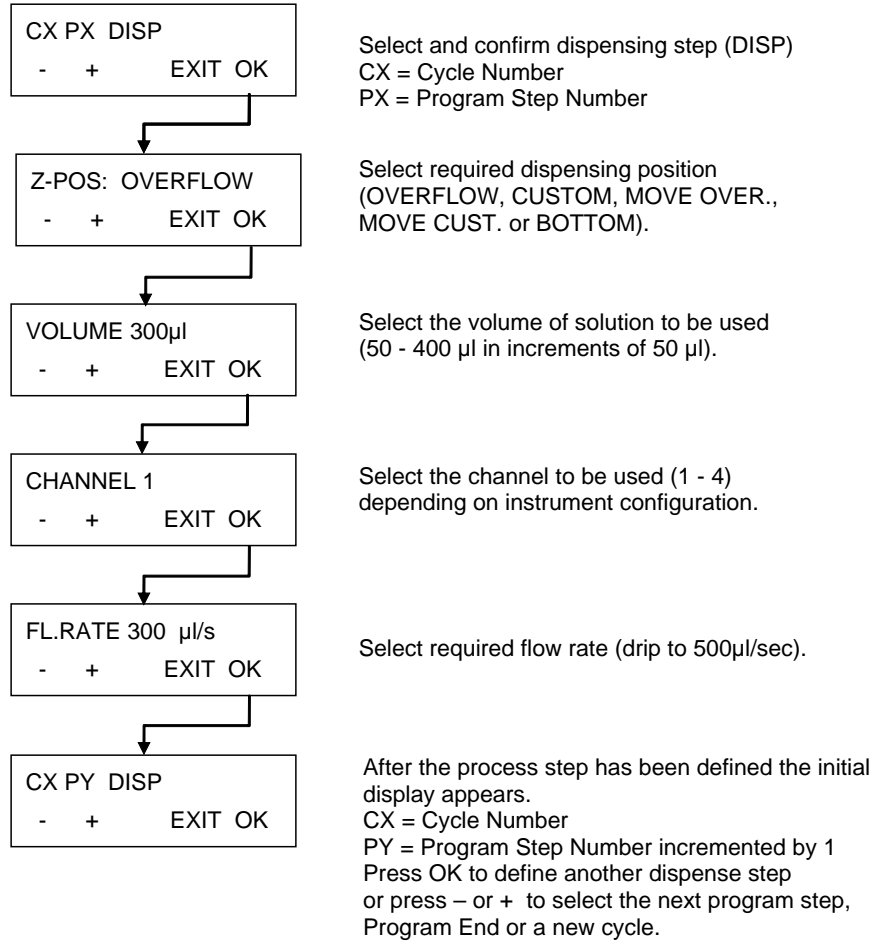 CX PX DISP
- + EXIT OK
Select and confirm dispensing step (DISP)
CX = Cycle Number
PX = Program Step Number
Z-POS: OVERFLOW
- + EXIT OK
Select required dispensing position
(OVERFLOW, CUSTOM, MOVE OVER.,
MOVE CUST. or BOTTOM).
VOLUME 300µl
- + EXIT OK
Select the volume of solution to be used
(50 - 400 µl in increments of 50 µl).
CHANNEL 1
- + EXIT OK
Select the channel to be used (1 - 4)
depending on instrument configuration.
FL.RATE 300 µl/s
- + EXIT OK
Select required flow rate (drip to 500µl/sec).
CX PY DISP
- + EXIT OK
After the process step has been defined the initial
display appears.
CX = Cycle Number
PY = Program Step Number incremented by 1
Press OK to define another dispense step
or press – or + to select the next program step,
Program End or a new cycle.